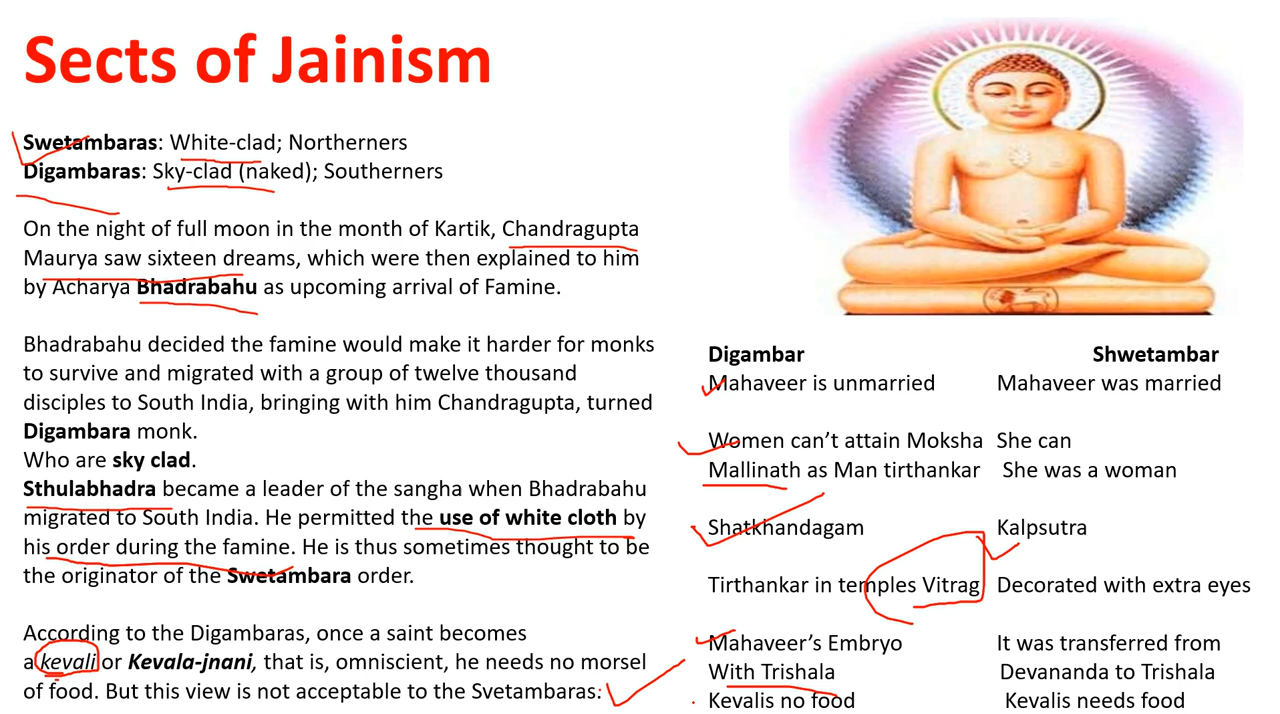 Sects of Jainism
Swetambaras: White-clad; Northerners
Digambaras: Sky-clad (naked); Southerners
On the night of full moon in the month of Kartik, Chandragupta
Maurya saw sixteen dreams, which were then explained to him
by Acharya Bhadrabahu as upcoming arrival of Famine.
Bhadrabahu decided the famine would make it harder for monks
to survive and migrated with a group of twelve thousand
disciples to South India, bringing with him Chandragupta, turned
Digambara monk.
Who are sky clad.
Sthulabhadra became a leader of the sangha when Bhadrabahu
migrated to South India. He permitted the use of white cloth by
his order during the famine. He is thus sometimes thought to be
the originator of the Swetambara order.
According to the Digambaras, once a saint becomes
a kevali or Kevala-jnani, that is, omniscient, he needs no morsel
of food. But this view is not acceptable to the Svetambaras:
Digambar Shwetambar
Mahaveer is unmarried Mahaveer was married
Women can't attain Moksha She can
Mallinath as Man tirthankar She was a woman
Shatkhandagam Kalpsutra
Tirthankar in temples Vitrag Decorated with extra eyes
Mahaveer's Embryo It was transferred from
With Trishala Devananda to Trishala
Kevalis no food Kevalis needs food